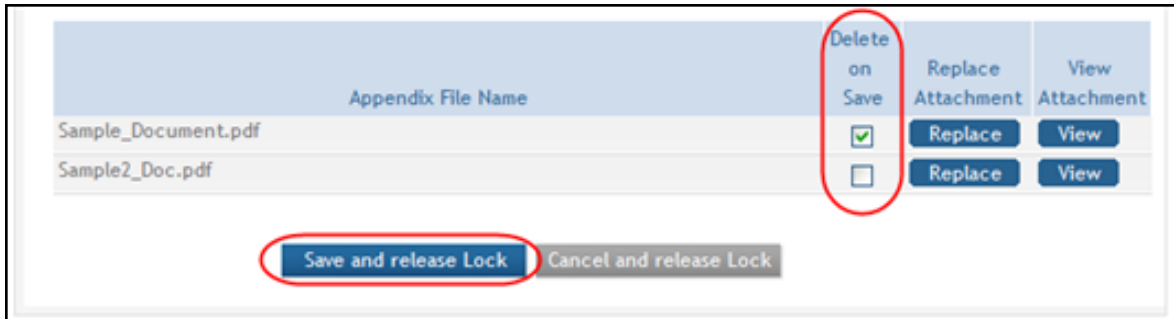 Delete
on
Replace
View
Appendix File Name
Save
Attachment
Attachment
Sample_Document.pdf
Replace
View
Sample2_Doc.pdf
Replace
View
Save and release Lock
Cancel and release Lock